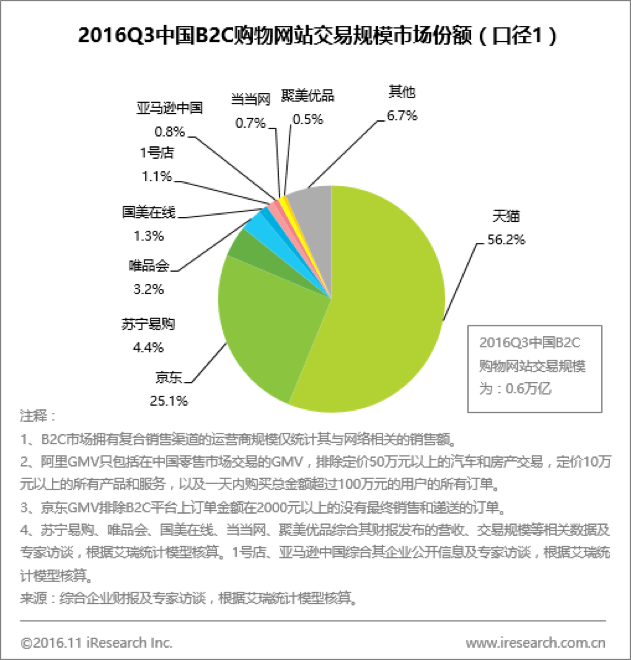 2016Q3中国B2C购物网站交易规模市场份额（口径1）
亚马逊中国
0.8%
当当网
0.7%
聚美优品
0.5%
其他
6.7%
1号店
1.1%
国美在线
1.3%
唯品会
3.2%
苏宁易购
4.4%
京东
25.1%
天猫
56.2%
2016Q3中国B2C
购物网站交易规模
为：0.6万亿
注释：
1、B2C市场拥有复合销售渠道的运营商规模仅统计其与网络相关的销售额。
2、阿里GMV只包括在中国零售市场交易的GMV，排除定价50万元以上的汽车和房产交易，定价10万
元以上的所有产品和服务，以及一天内购买总金额超过100万元的用户的所有订单。
3、京东GMV排除B2C平台上订单金额在2000元以上的没有最终销售和递送的订单。
4、苏宁易购、唯品会、国美在线、当当网、聚美优品综合其财报发布的营收、交易规模等相关数据及
专家访谈，根据艾瑞统计模型核算。1号店、亚马逊中国综合其企业公开信息及专家访谈，根据艾瑞统
计模型核算。
来源：综合企业财报及专家访谈，根据艾瑞统计模型核算。
©2016.11 iResearch Inc.
www.iresearch.com.cn